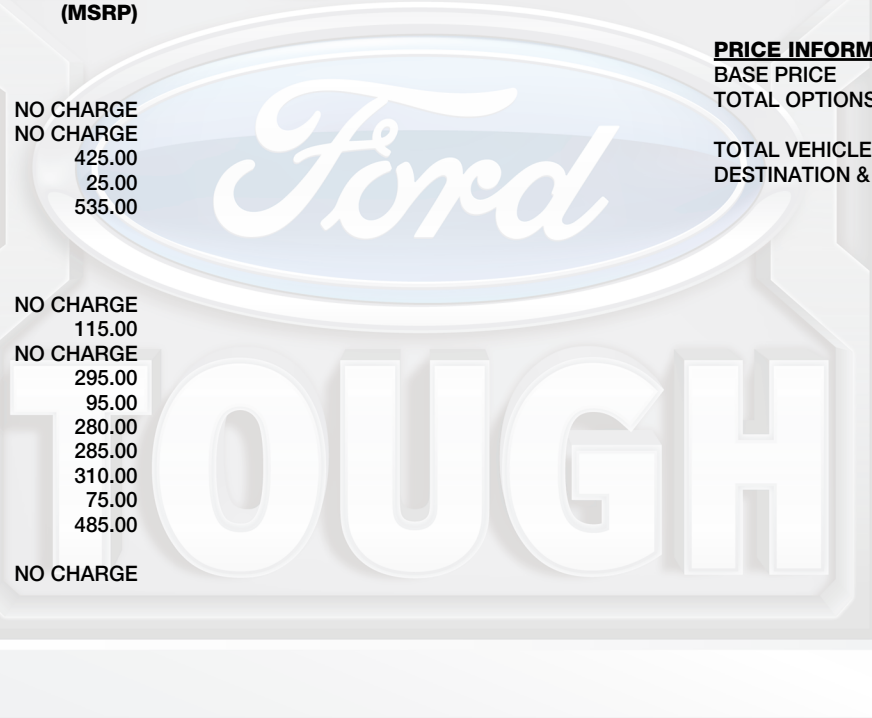 (MSRP)
NO CHARGE
NO CHARGE
425.00
25.00
535.00
NO CHARGE
115.00
NO CHARGE
295.00
95.00
280.00
285.00
310.00
75.00
485.00
NO CHARGE
PRICE INFORM
BASE PRICE
TOTAL OPTIONS
TOTAL VEHICLE
DESTINATION &
Ford
TOUGH